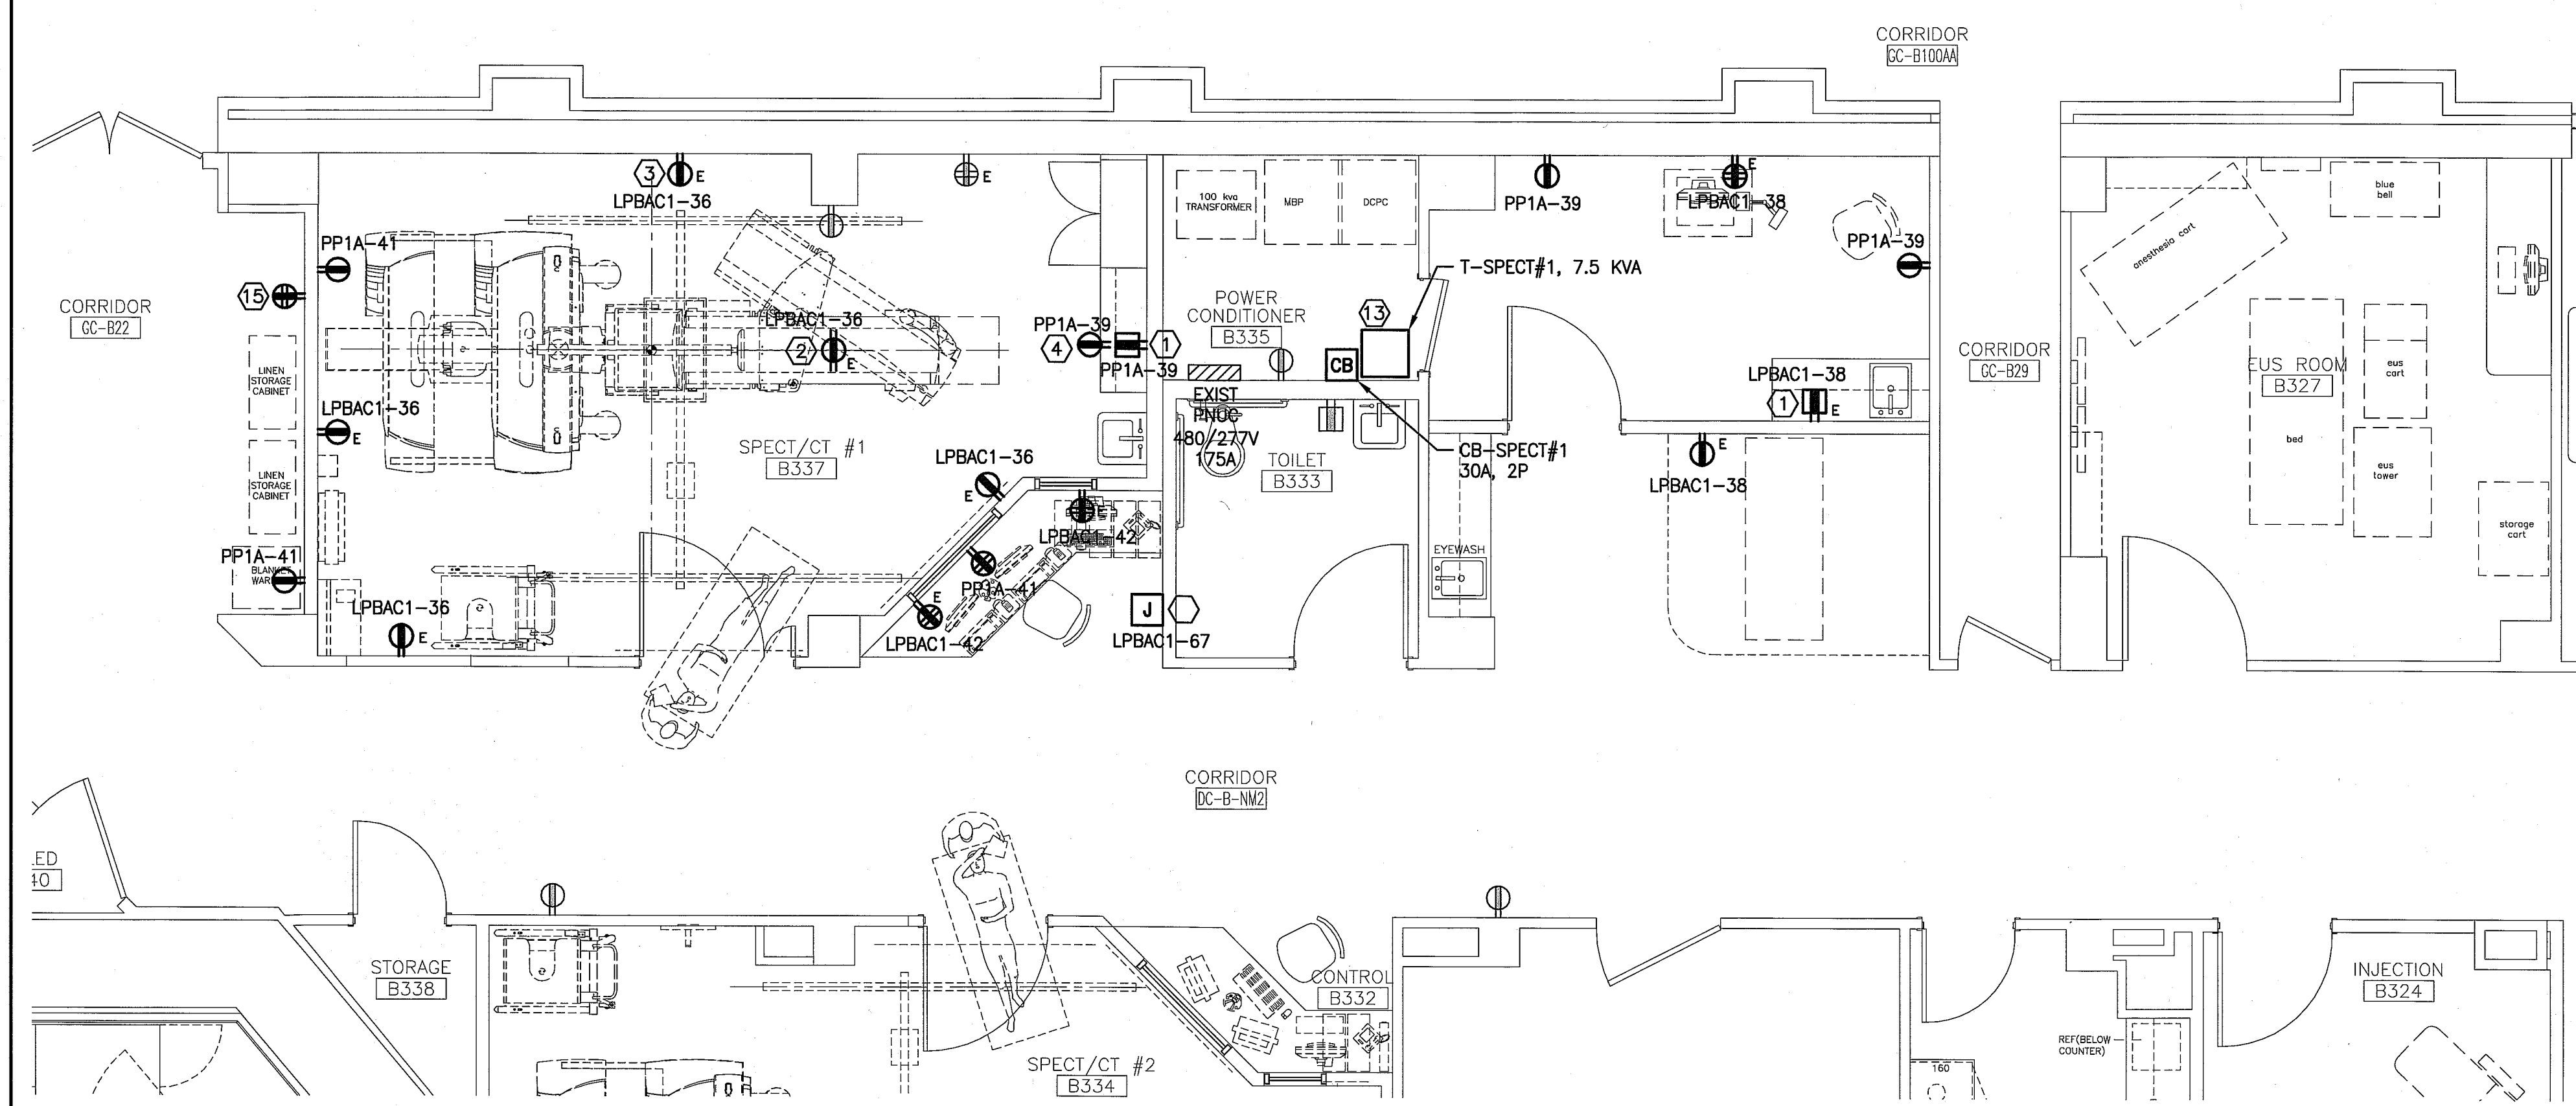 CORRIDOR
GC-B100AA
3
E
LPBAC1-36
E
PP1A-41
15
CORRIDOR
GC-B22
LINEN
STORAGE
CABINET
LPBAC1-36
E
LINEN
STORAGE
CABINET
PP1A-41
BLANKET
LPBAC1-36
E
LPBAC1-36
2
E
SPECT/CT #1
B337
PP1A-39
4
1
PP1A-39
LPBAC1-36
E
E
LPBAC1-42
PP1A-41
E
LPBAC1-42
J
LPBAC1-67
100 kva
TRANSFORMER
MBP
DCPC
T-SPECT#1, 7.5 KVA
POWER
CONDITIONER
B335
13
CB
EXIST
PNUC
480/277V
175A
TOILET
B333
CB-SPECT#1
30A, 2P
EYEWASH
PP1A-39
E
LPBAC1-38
PP1A-39
LPBAC1-38
1
E
E
LPBAC1-38
CORRIDOR
GC-B29
anesthesia cart
blue
bell
EUS ROOM
B327
eus
cart
bed
eus
tower
storage
cart
CORRIDOR
DC-B-NM2
LED
40
STORAGE
B338
SPECT/CT #2
B334
CONTROL
B332
INJECTION
B324
REF(BELOW
COUNTER)
160